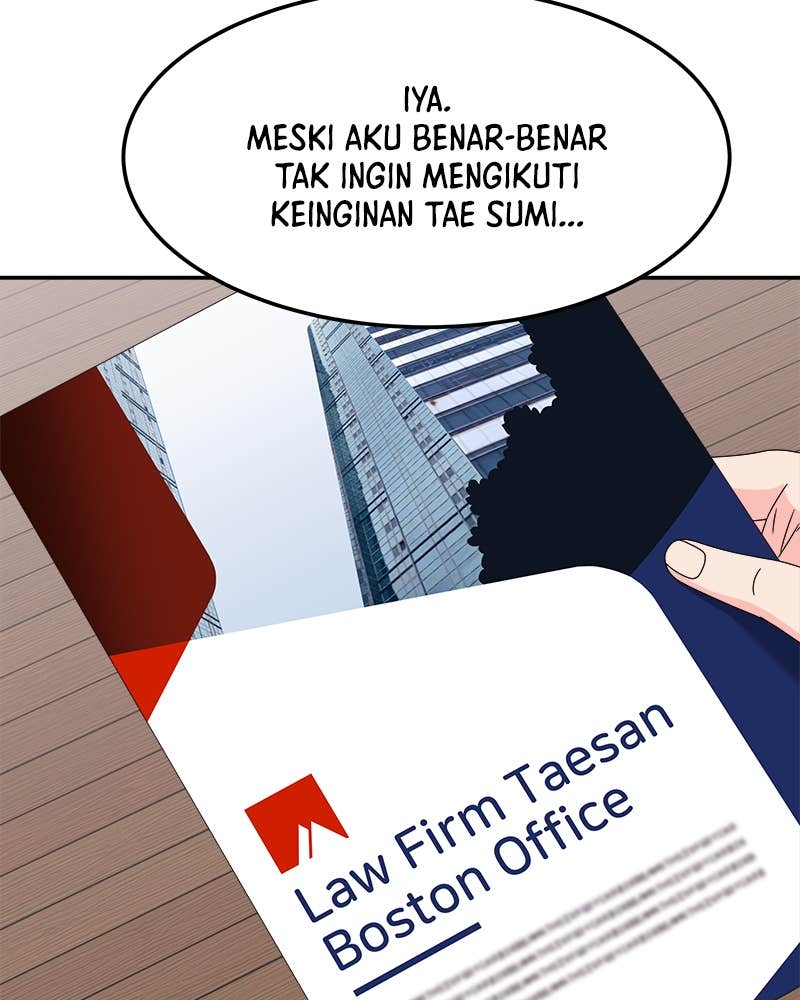 IYA.
MESKI AKU BENAR-BENAR
TAK INGIN MENGIKUTI
KEINGINAN TAE SUMI...
Law Firm Taesan
Boston Office